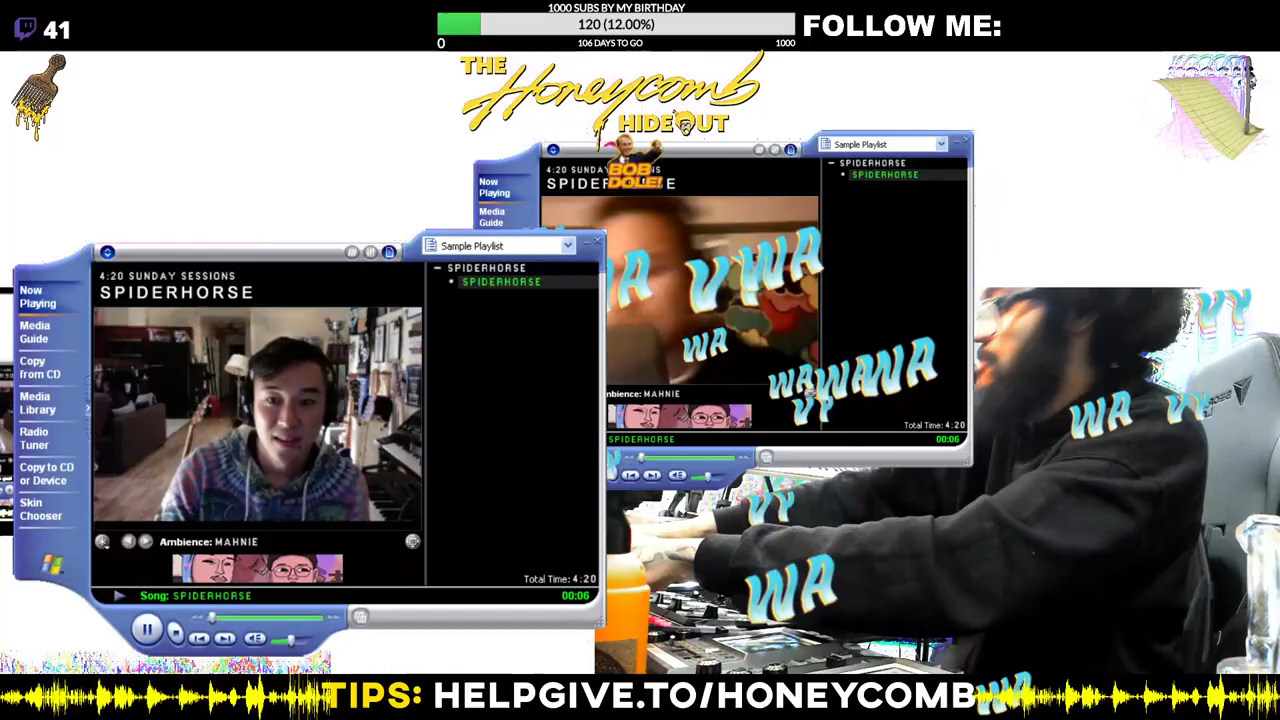 41
1000 SUBS BY MY BIRTHDAY
120 (12.00%)
0
106 DAYS TO GO
1000
FOLLOW ME:
THE
Honeycomb
HIDEOUT
BOB
DOLE!
Sample Playlist
4:20 SUNDAY
SPIDE
E
Now
Playing
Media
Guide
SPIDERHORSE
SPIDERHORSE
VWA
WA
WAWANA
VY
mbience: MAHNIE
Total Time: 4:20
SPIDERHORSE
00:06
Sample Playlist
4:20 SUNDAY SESSIONS
SPIDERHORSE
SPIDERHORSE
SPIDERHORSE
Now
Playing
Media
Guide
Copy
from CD
Media
Library
Radio
Tuner
Copy to CD
or Device
Skin
Chooser
Ambience: MAHNIE
Total Time: 4:20
Song: SPIDERHORSE
00:06
VY
WA
VY
VY
WA
WA
TIPS: HELPGIVE.TO/HONEYCOMB